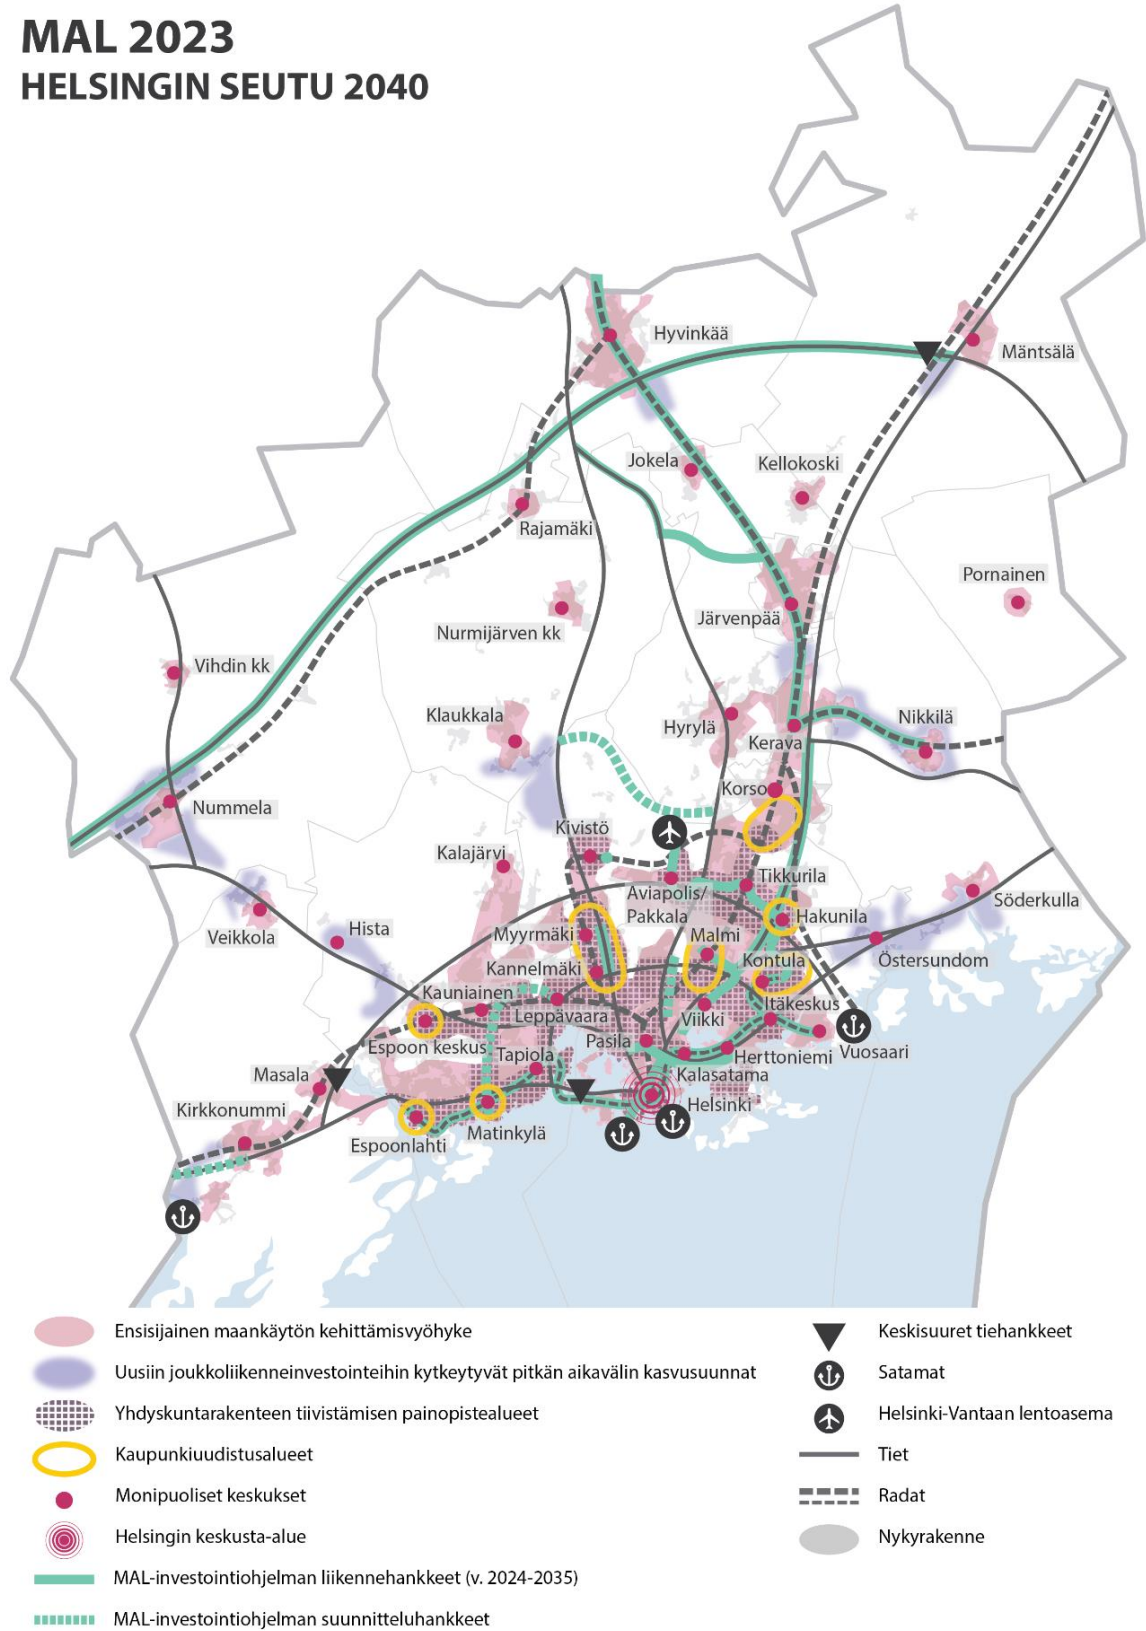 MAL 2023
HELSINGIN SEUTU 2040
Hyvinkää
Mäntsälä
Jokela
Kellokoski
Rajamäki
Pornainen
Järvenpää
Nurmijärven kk
Vihdin kk
Klaukkala
Hyrylä
Nikkilä
Kerava
Korso
Nummela
Kivistö
Kalajärvi
Tikkurila
Aviapolis/
Pakkala
Söderkulla
Hakunila
Hista
Veikkola
Myyrmäki
Malmi
Östersundom
Kannelmäki
Kontula
Kauniainen
Itäkeskus
Leppävaara
Viikki
Espoon keskus
Pasila
Tapiola
Herttoniemi
Vuosaari
Masala
Kalasatama
Helsinki
Kirkkonummi
Matinkylä
Espoonlahti
Ensisijainen maankäytön kehittämisvyöhyke
Uusiin joukkoliikenneinvestointeihin kytkeytyvät pitkän aikavälin kasvusuunnat
Yhdyskuntarakenteen tiivistämisen painopistealueet
Kaupunkiuudistusalueet
Monipuoliset keskukset
Helsingin keskusta-alue
MAL-investointiohjelman liikennehankkeet (v. 2024-2035)
MAL-investointiohjelman suunnitteluhankkeet
Keskisuuret tiehankkeet
Satamat
Helsinki-Vantaan lentoasema
Tiet
Radat
Nykyrakenne